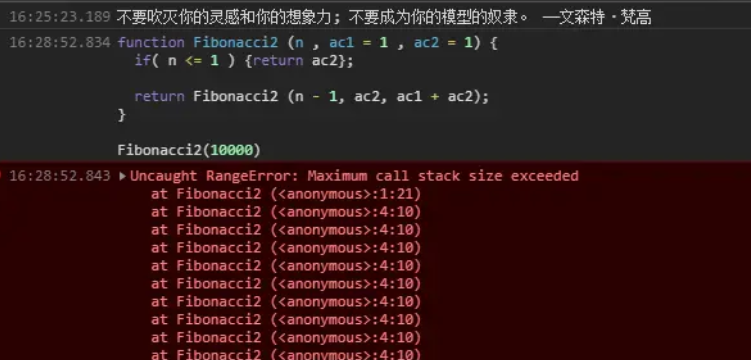 16:25:23.189 不要吹灭你的灵感和你的想象力; 不要成为你的模型的奴隶。 —文森特・梵高
16:28:52.834 function Fibonacci2 (n , ac1 = 1 , ac2 = 1) {
if( n <= 1 ) {return ac2};
return Fibonacci2 (n - 1, ac2, ac1 + ac2);
}
Fibonacci2(10000)
16:28:52.843 ▶Uncaught RangeError: Maximum call stack size exceeded
at Fibonacci2 (<anonymous>:1:21)
at Fibonacci2 (<anonymous>:4:10)
at Fibonacci2 (<anonymous>:4:10)
at Fibonacci2 (<anonymous>:4:10)
at Fibonacci2 (<anonymous>:4:10)
at Fibonacci2 (<anonymous>:4:10)
at Fibonacci2 (<anonymous>:4:10)
at Fibonacci2 (<anonymous>:4:10)
at Fibonacci2 (<anonymous>:4:10)
at Fibonacci2 (<anonymous>:4:10)